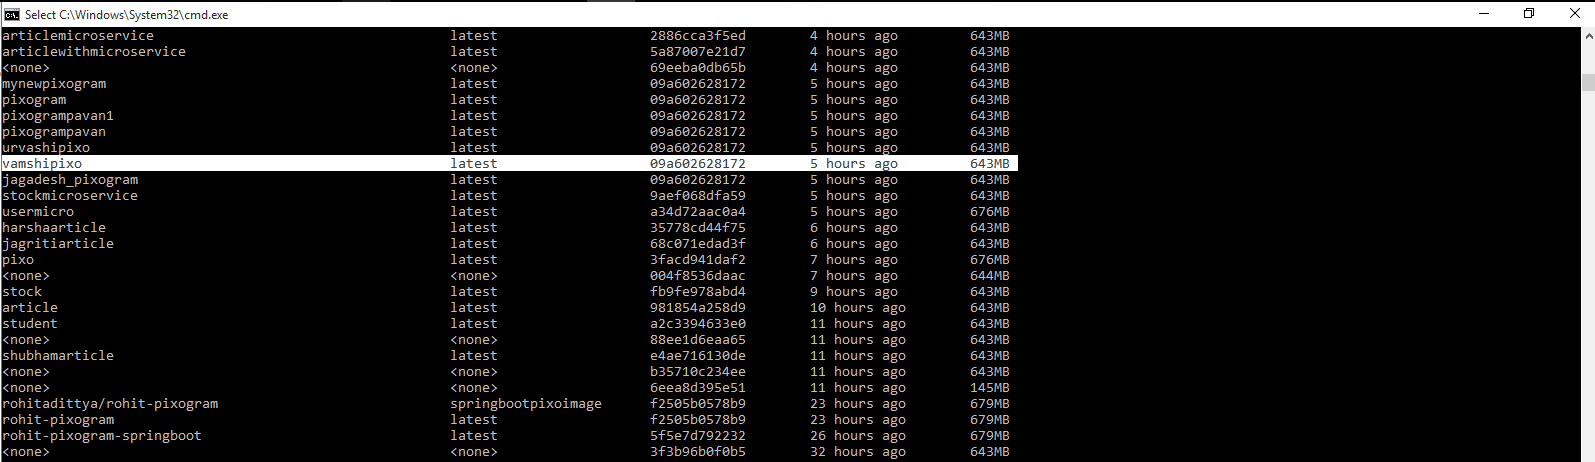 Select C:\Windows\System32\cmd.exe
articlemicroservice latest 2886cca3f5ed 4 hours ago 643MB
articlewithmicroservice latest 5a87007e21d7 4 hours ago 643MB
<none> <none> 69eeba0db65b 4 hours ago 643MB
mynewpixogram latest 09a602628172 5 hours ago 643MB
pixogram latest 09a602628172 5 hours ago 643MB
pixogrampavan1 latest 09a602628172 5 hours ago 643MB
pixogrampavan latest 09a602628172 5 hours ago 643MB
urvashipixo latest 09a602628172 5 hours ago 643MB
vamshipixo latest 09a602628172 5 hours ago 643MB
jagadesh_pixogram latest 09a602628172 5 hours ago 643MB
stockmicroservice latest 9aef068dfa59 5 hours ago 643MB
usermicro latest a34d72aac0a4 5 hours ago 676MB
harshaarticle latest 35778cd44f75 6 hours ago 643MB
jagritiarticle latest 68c071edad3f 6 hours ago 643MB
pixo latest 3facd941daf2 7 hours ago 676MB
<none> <none> 004f8536daac 7 hours ago 644MB
stock latest fb9fe978abd4 9 hours ago 643MB
article latest 981854a258d9 10 hours ago 643MB
student latest a2c3394633e0 11 hours ago 643MB
<none> <none> 88ee1d6eaa65 11 hours ago 643MB
shubhamarticle latest e4ae716130de 11 hours ago 643MB
<none> <none> b35710c234ee 11 hours ago 643MB
<none> <none> 6eea8d395e51 11 hours ago 145MB
rohitadittya/rohit-pixogram springbootpixoimage f2505b0578b9 23 hours ago 679MB
rohit-pixogram latest f2505b0578b9 23 hours ago 679MB
rohit-pixogram-springboot latest 5f5e7d792232 26 hours ago 679MB
<none> <none> 3f3b96b0f0b5 32 hours ago 643MB